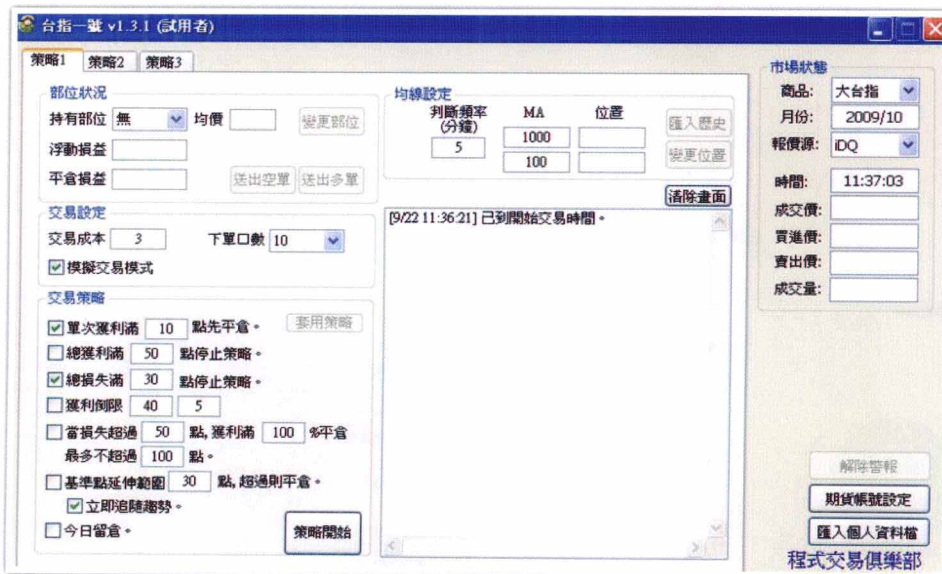 台指一號 v1.3.1 (試用者)
策略1 策略2 策略3
部位狀況
持有部位 無 均價 變更部位
浮動損益
平倉損益 送出空單 送出多單
交易設定
交易成本 3 下單口數 10
模擬交易模式
交易策略
單次獲利滿 10 點先平倉。 套用策略
總獲利滿 50 點停止策略。
總損失滿 30 點停止策略。
獲利倒限 40 5
當損失超過 50 點, 獲利滿 100 %平倉
最多不超過 100 點。
基準點延伸範圍 30 點, 超過則平倉。
立即追隨趨勢。
今日留倉。
策略開始
均線設定
判斷頻率 MA 位置
(分鐘)
5 1000 匯入歷史
100 變更位置
清除畫面
[9/22 11:36:21] 已到開始交易時間。
市場狀態
商品: 大台指
月份: 2009/10
報價源: iDQ
時間: 11:37:03
成交價:
買進價:
賣出價:
成交量:
解除警報
期貨帳號設定
匯入個人資料檔
程式交易俱樂部